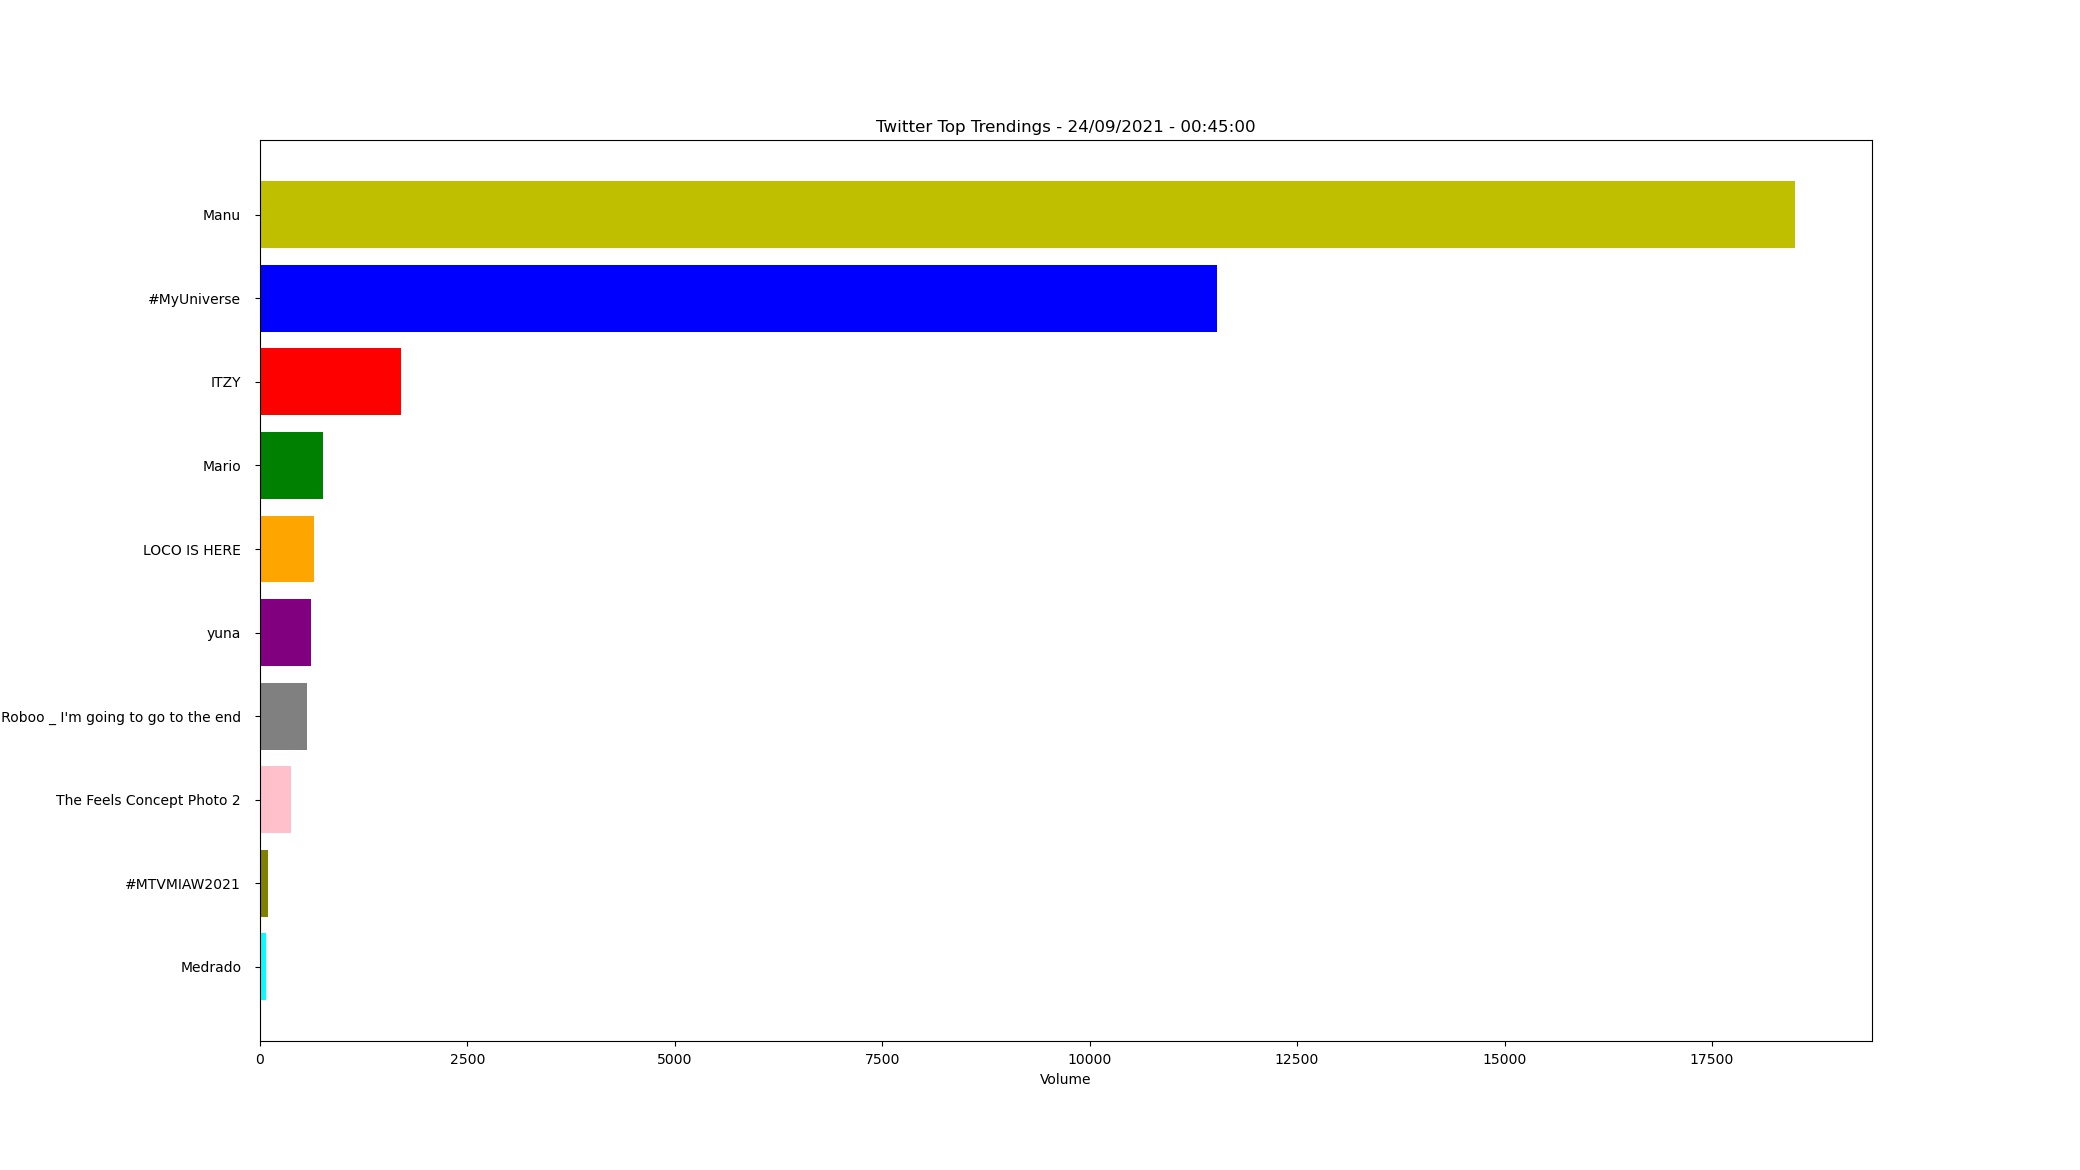 Twitter Top Trendings - 24/09/2021 - 00:45:00
Manu
#MyUniverse
ITZY
Mario
LOCO IS HERE
yuna
Roboo _ I'm going to go to the end
The Feels Concept Photo 2
#MTVMIAW2021
Medrado
0 2500 5000 7500 10000 12500 15000 17500
Volume